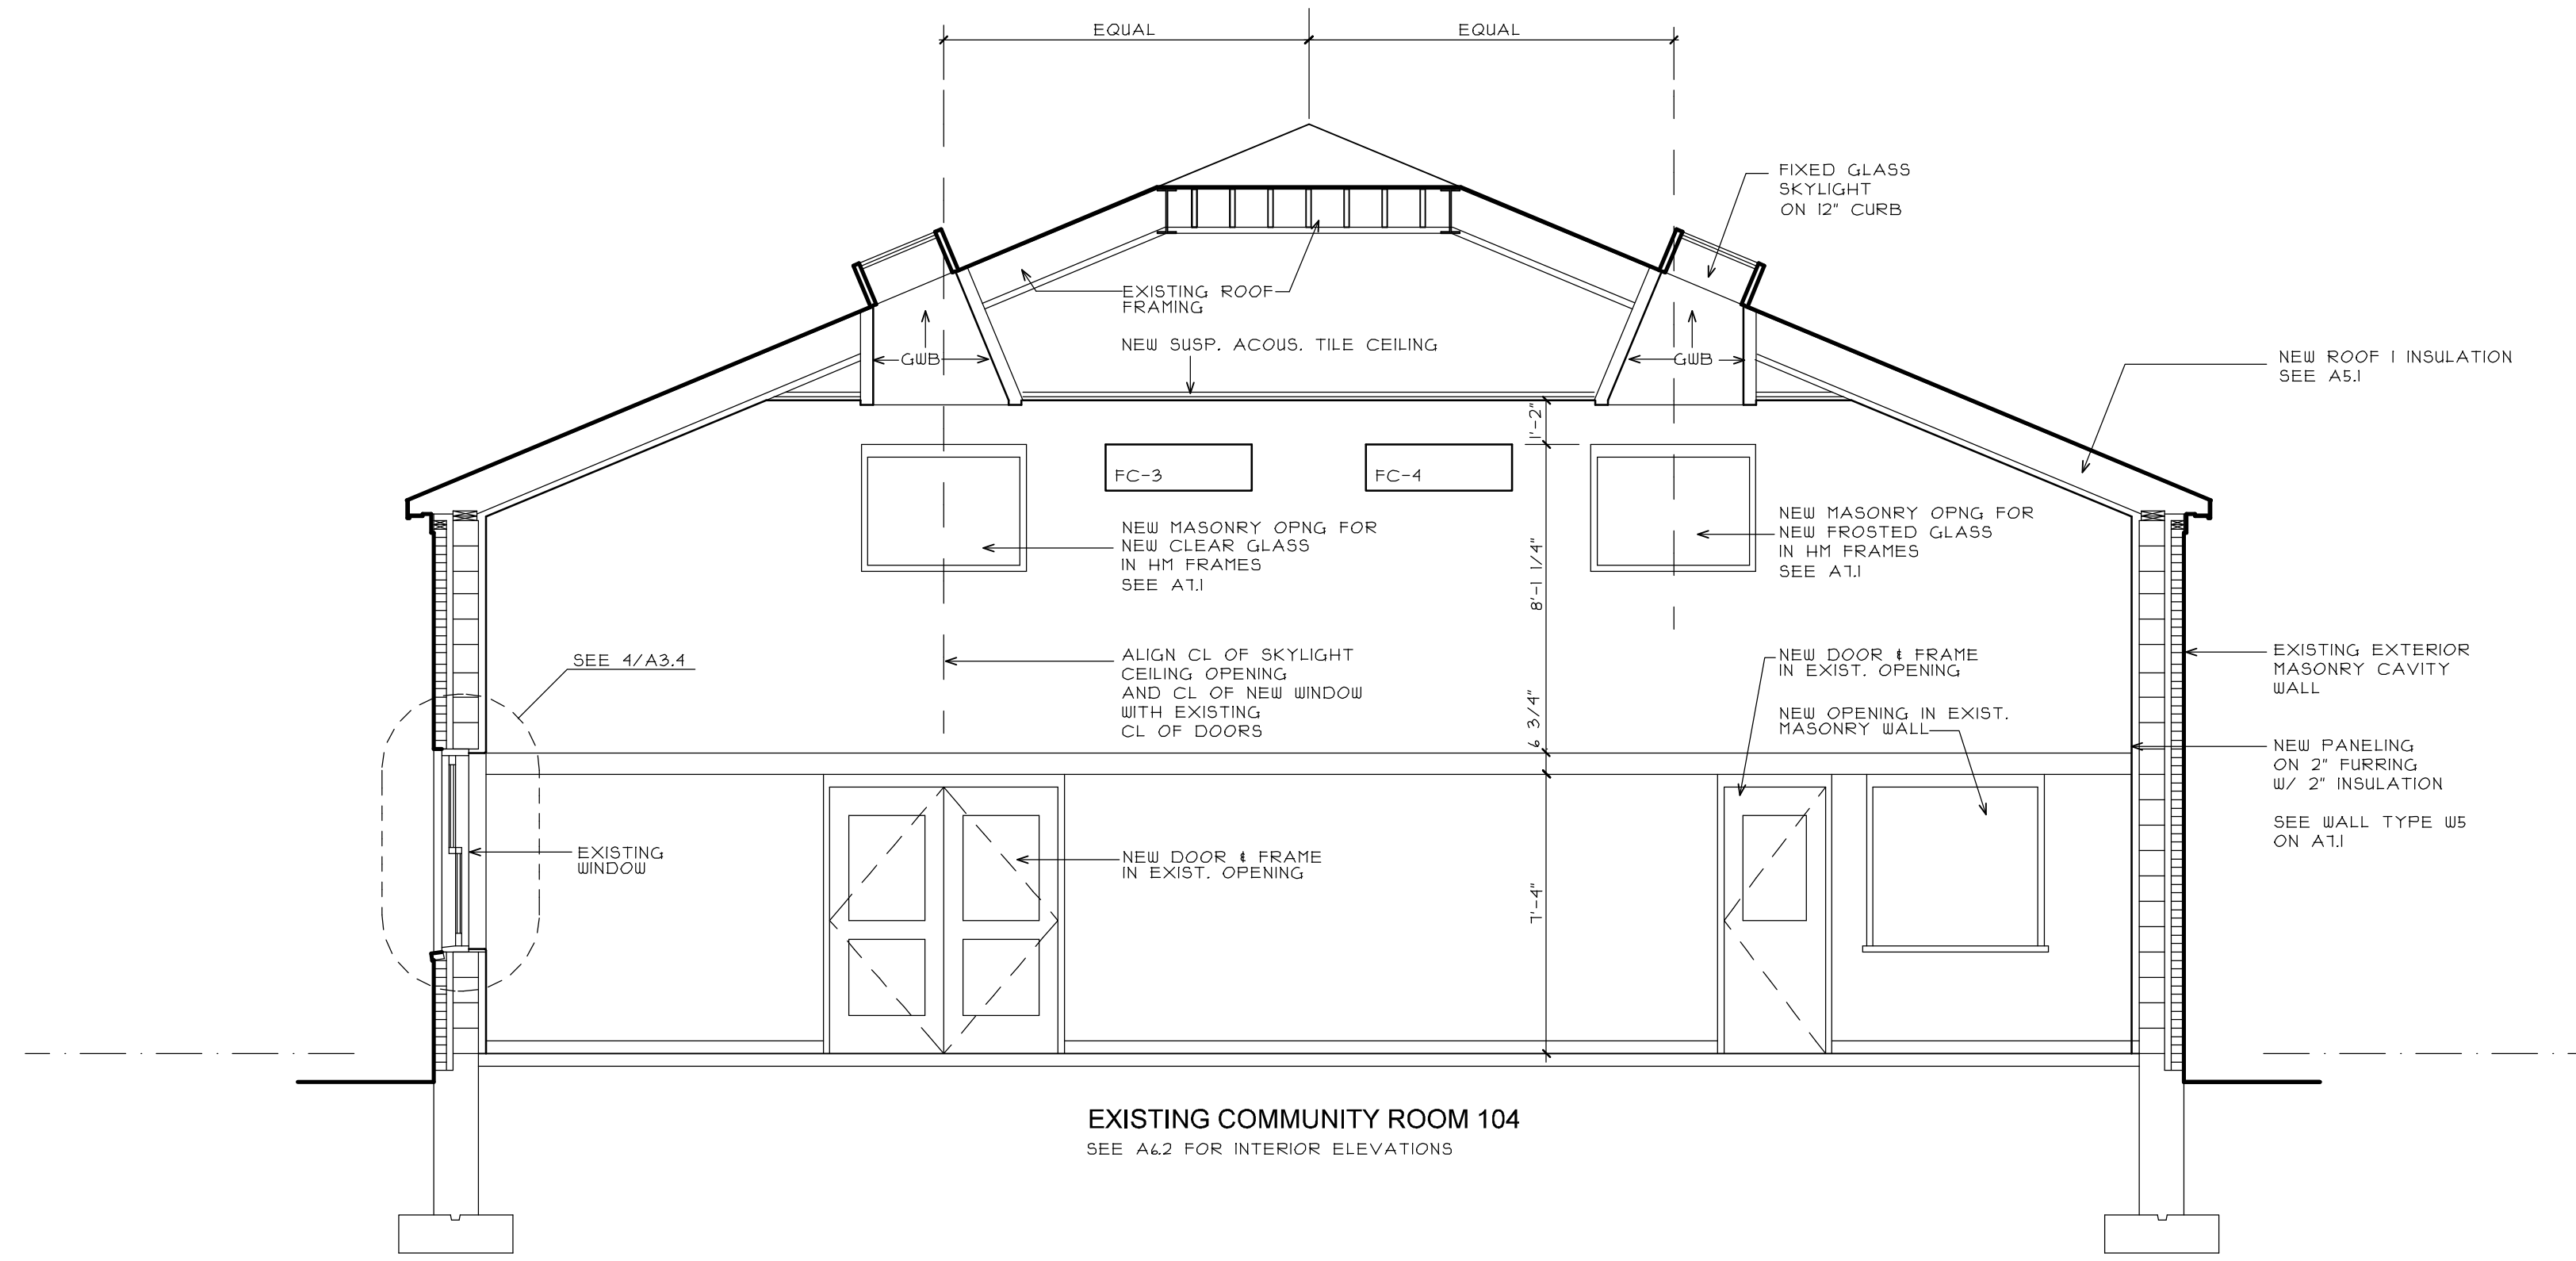 EQUAL
EQUAL
FIXED GLASS
SKYLIGHT
ON 12" CURB
EXISTING ROOF
FRAMING
NEW SUSP. ACOUS. TILE CEILING
GWB
GWB
NEW ROOF I INSULATION
SEE A5.1
1'-2"
FC-3
FC-4
NEW MASONRY OPNG FOR
NEW CLEAR GLASS
IN HM FRAMES
SEE A7.1
NEW MASONRY OPNG FOR
NEW FROSTED GLASS
IN HM FRAMES
SEE A7.1
8'-1 1/4"
SEE 4/A3.4
ALIGN CL OF SKYLIGHT
CEILING OPENING
AND CL OF NEW WINDOW
WITH EXISTING
CL OF DOORS
6 3/4"
NEW DOOR & FRAME
IN EXIST. OPENING
NEW OPENING IN EXIST.
MASONRY WALL
EXISTING EXTERIOR
MASONRY CAVITY
WALL
NEW PANELING
ON 2" FURRING
W/ 2" INSULATION
SEE WALL TYPE W5
ON A7.1
EXISTING
WINDOW
NEW DOOR & FRAME
IN EXIST. OPENING
7'-4"
EXISTING COMMUNITY ROOM 104
SEE A6.2 FOR INTERIOR ELEVATIONS